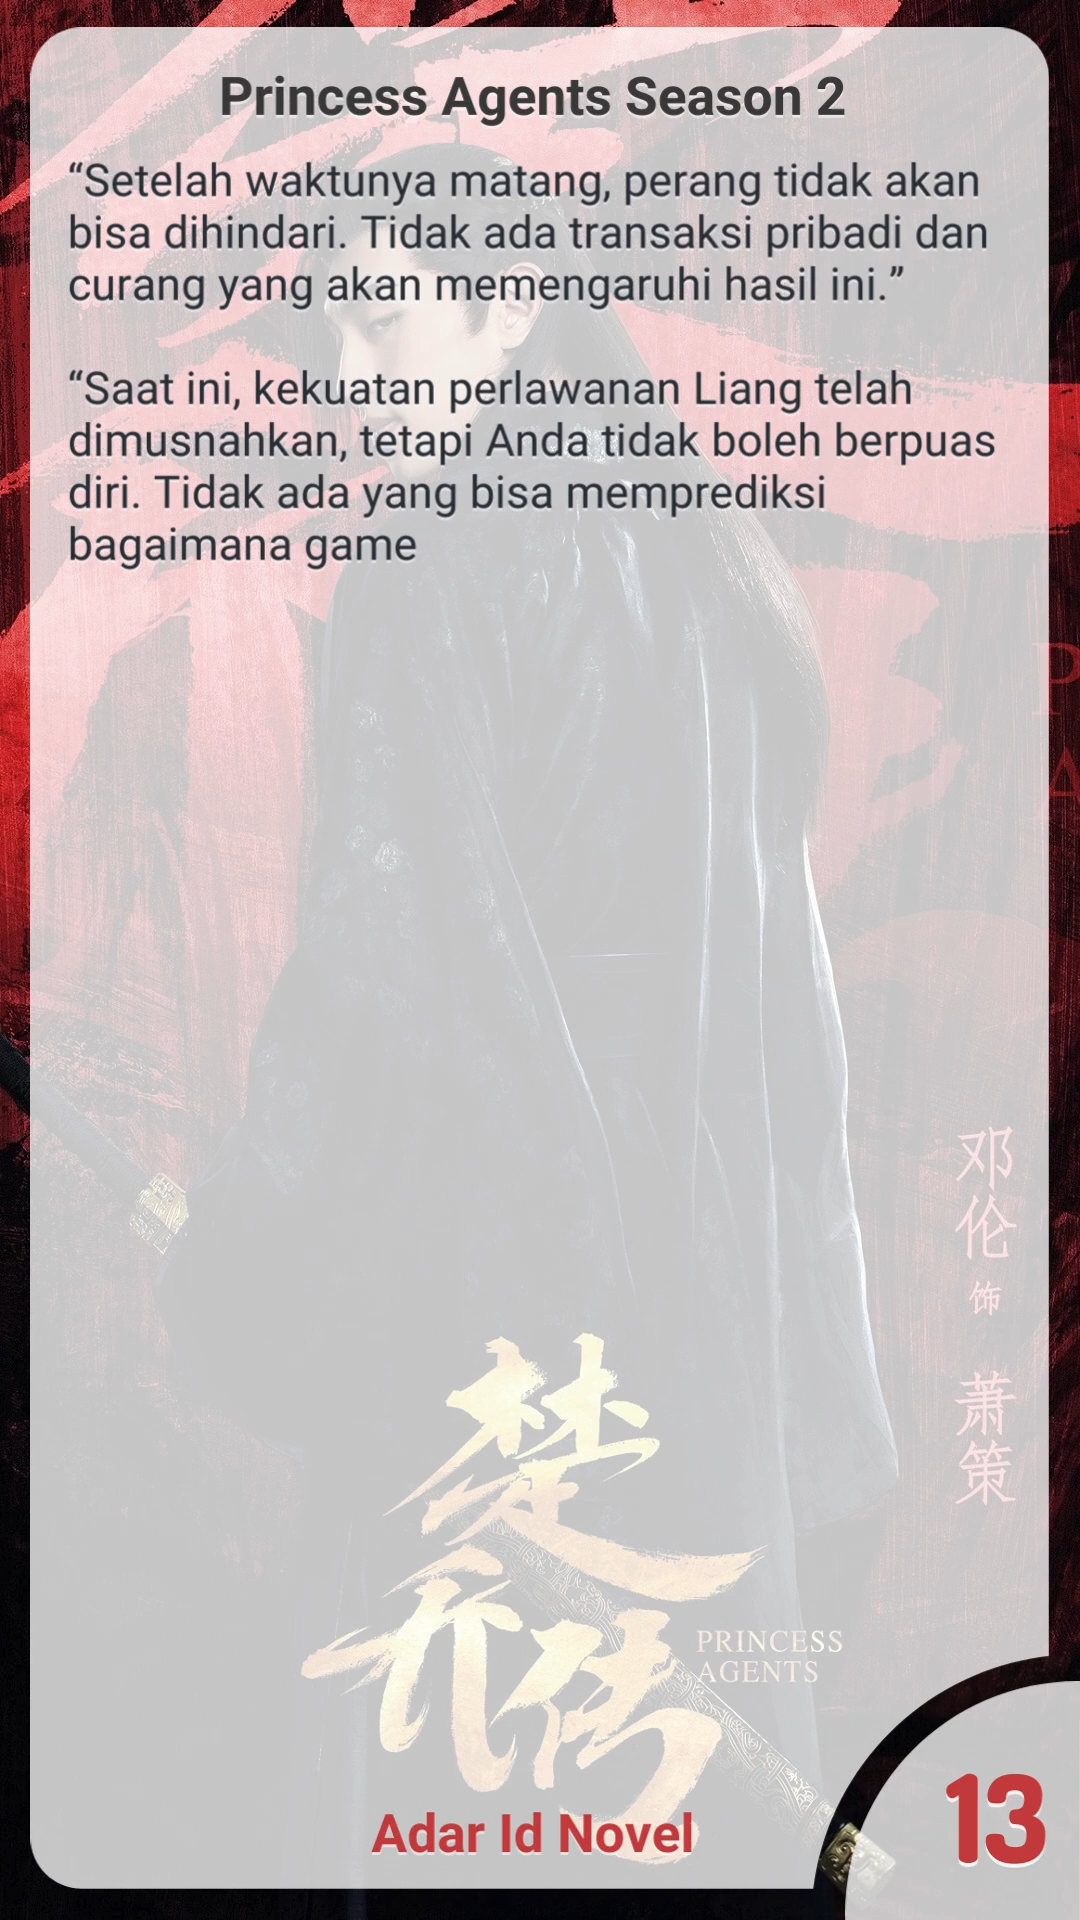 Princess Agents Season 2
“Setelah waktunya matang, perang tidak akan
bisa dihindari. Tidak ada transaksi pribadi dan
curang yang akan memengaruhi hasil ini.”
“Saat ini, kekuatan perlawanan Liang telah
dimusnahkan, tetapi Anda tidak boleh berpuas
diri. Tidak ada yang bisa memprediksi
bagaimana game
邓伦 饰 萧策
楚乔传
PRINCESS
AGENTS
Adar Id Novel
13